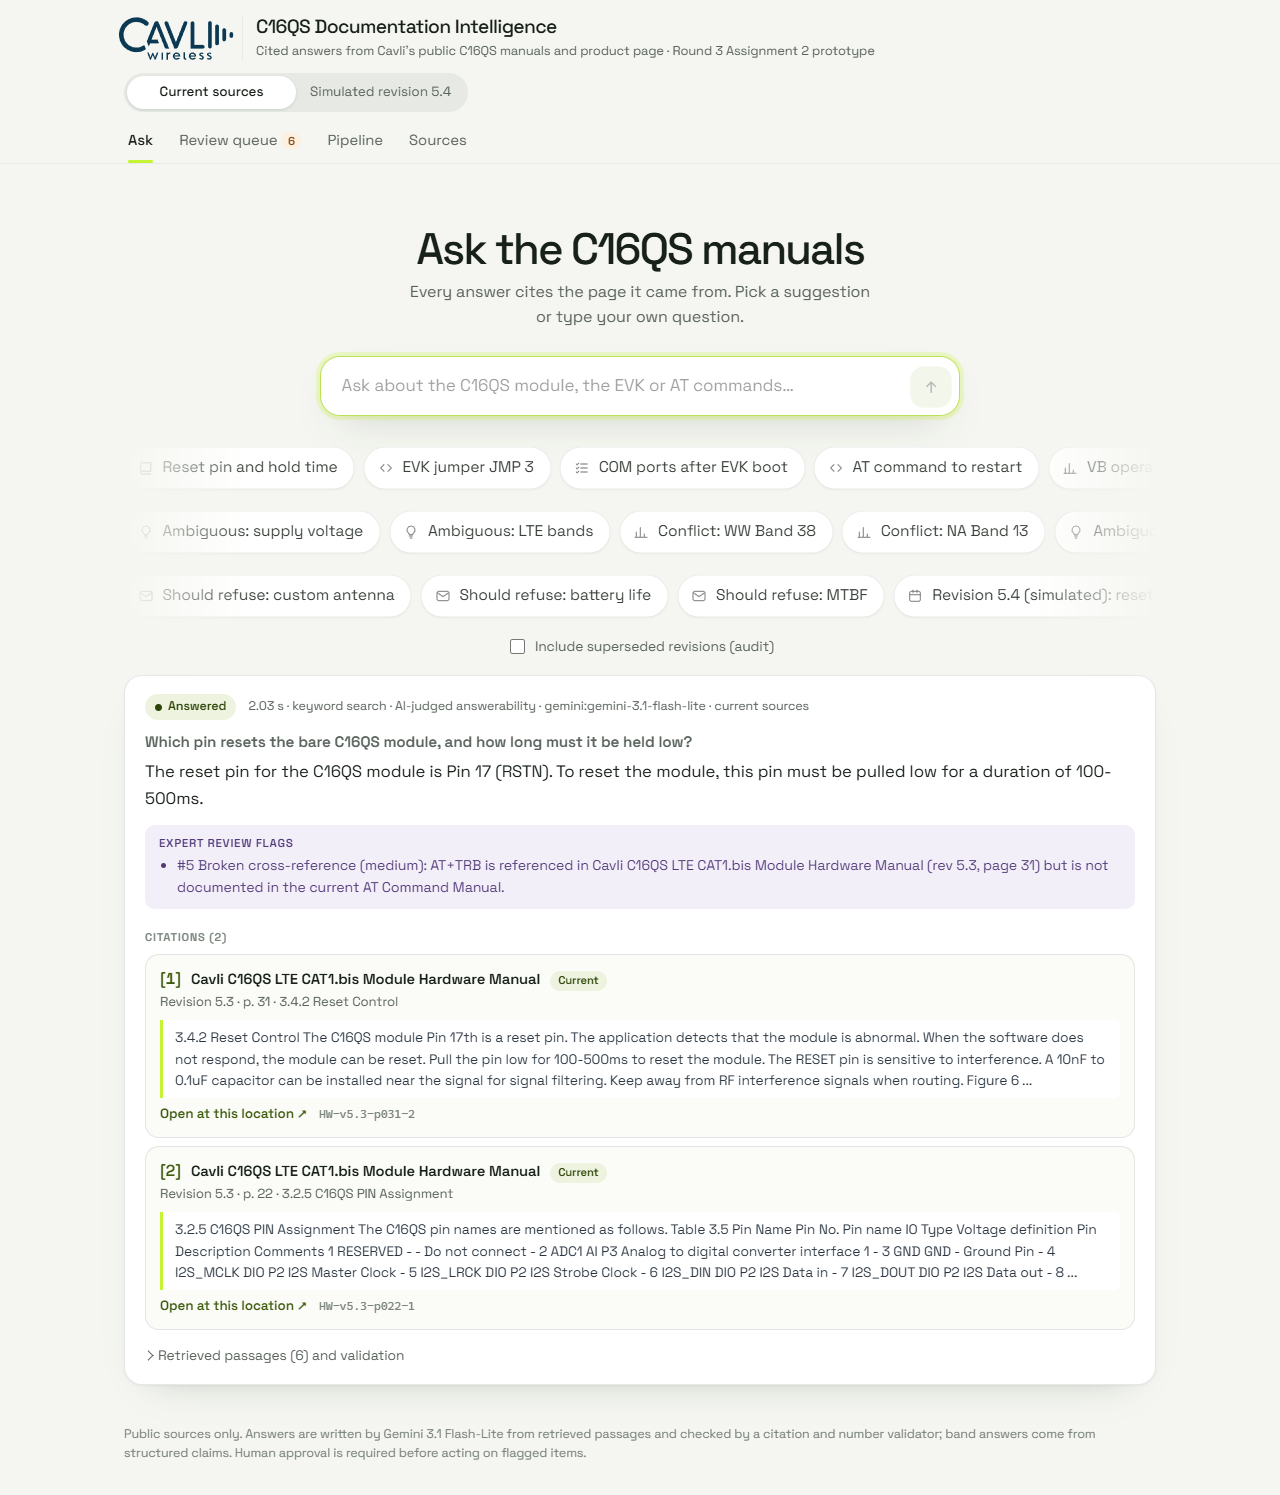 CAVLI
wireless
C16QS Documentation Intelligence
Cited answers from Cavli's public C16QS manuals and product page · Round 3 Assignment 2 prototype
Current sources
Simulated revision 5.4
Ask
Review queue 6
Pipeline
Sources
Ask the C16QS manuals
Every answer cites the page it came from. Pick a suggestion
or type your own question.
Ask about the C16QS module, the EVK or AT commands...
Reset pin and hold time
EVK jumper JMP 3
COM ports after EVK boot
AT command to restart
VB opera
Ambiguous: supply voltage
Ambiguous: LTE bands
Conflict: WW Band 38
Conflict: NA Band 13
Ambiguo
Should refuse: custom antenna
Should refuse: battery life
Should refuse: MTBF
Revision 5.4 (simulated): reset
Include superseded revisions (audit)
Answered
2.03 s · keyword search · AI-judged answerability · gemini:gemini-3.1-flash-lite · current sources
Which pin resets the bare C16QS module, and how long must it be held low?
The reset pin for the C16QS module is Pin 17 (RSTN). To reset the module, this pin must be pulled low for a duration of 100-
500ms.
EXPERT REVIEW FLAGS
• #5 Broken cross-reference (medium): AT+TRB is referenced in Cavli C16QS LTE CAT1.bis Module Hardware Manual (rev 5.3, page 31) but is not
documented in the current AT Command Manual.
CITATIONS (2)
[1] Cavli C16QS LTE CAT1.bis Module Hardware Manual Current
Revision 5.3 · p. 31 · 3.4.2 Reset Control
3.4.2 Reset Control The C16QS module Pin 17th is a reset pin. The application detects that the module is abnormal. When the software does
not respond, the module can be reset. Pull the pin low for 100-500ms to reset the module. The RESET pin is sensitive to interference. A 10nF to
0.1uF capacitor can be installed near the signal for signal filtering. Keep away from RF interference signals when routing. Figure 6 ...
Open at this location ↗ HW-v5.3-p031-2
[2] Cavli C16QS LTE CAT1.bis Module Hardware Manual Current
Revision 5.3 · p. 22 · 3.2.5 C16QS PIN Assignment
3.2.5 C16QS PIN Assignment The C16QS pin names are mentioned as follows. Table 3.5 Pin Name Pin No. Pin name IO Type Voltage definition Pin
Description Comments 1 RESERVED - - Do not connect - 2 ADC1 AI P3 Analog to digital converter interface 1 - 3 GND GND - Ground Pin - 4
I2S_MCLK DIO P2 I2S Master Clock - 5 I2S_LRCK DIO P2 I2S Strobe Clock - 6 I2S_DIN DIO P2 I2S Data in - 7 I2S_DOUT DIO P2 I2S Data out - 8 ...
Open at this location ↗ HW-v5.3-p022-1
Retrieved passages (6) and validation
Public sources only. Answers are written by Gemini 3.1 Flash-Lite from retrieved passages and checked by a citation and number validator; band answers come from
structured claims. Human approval is required before acting on flagged items.